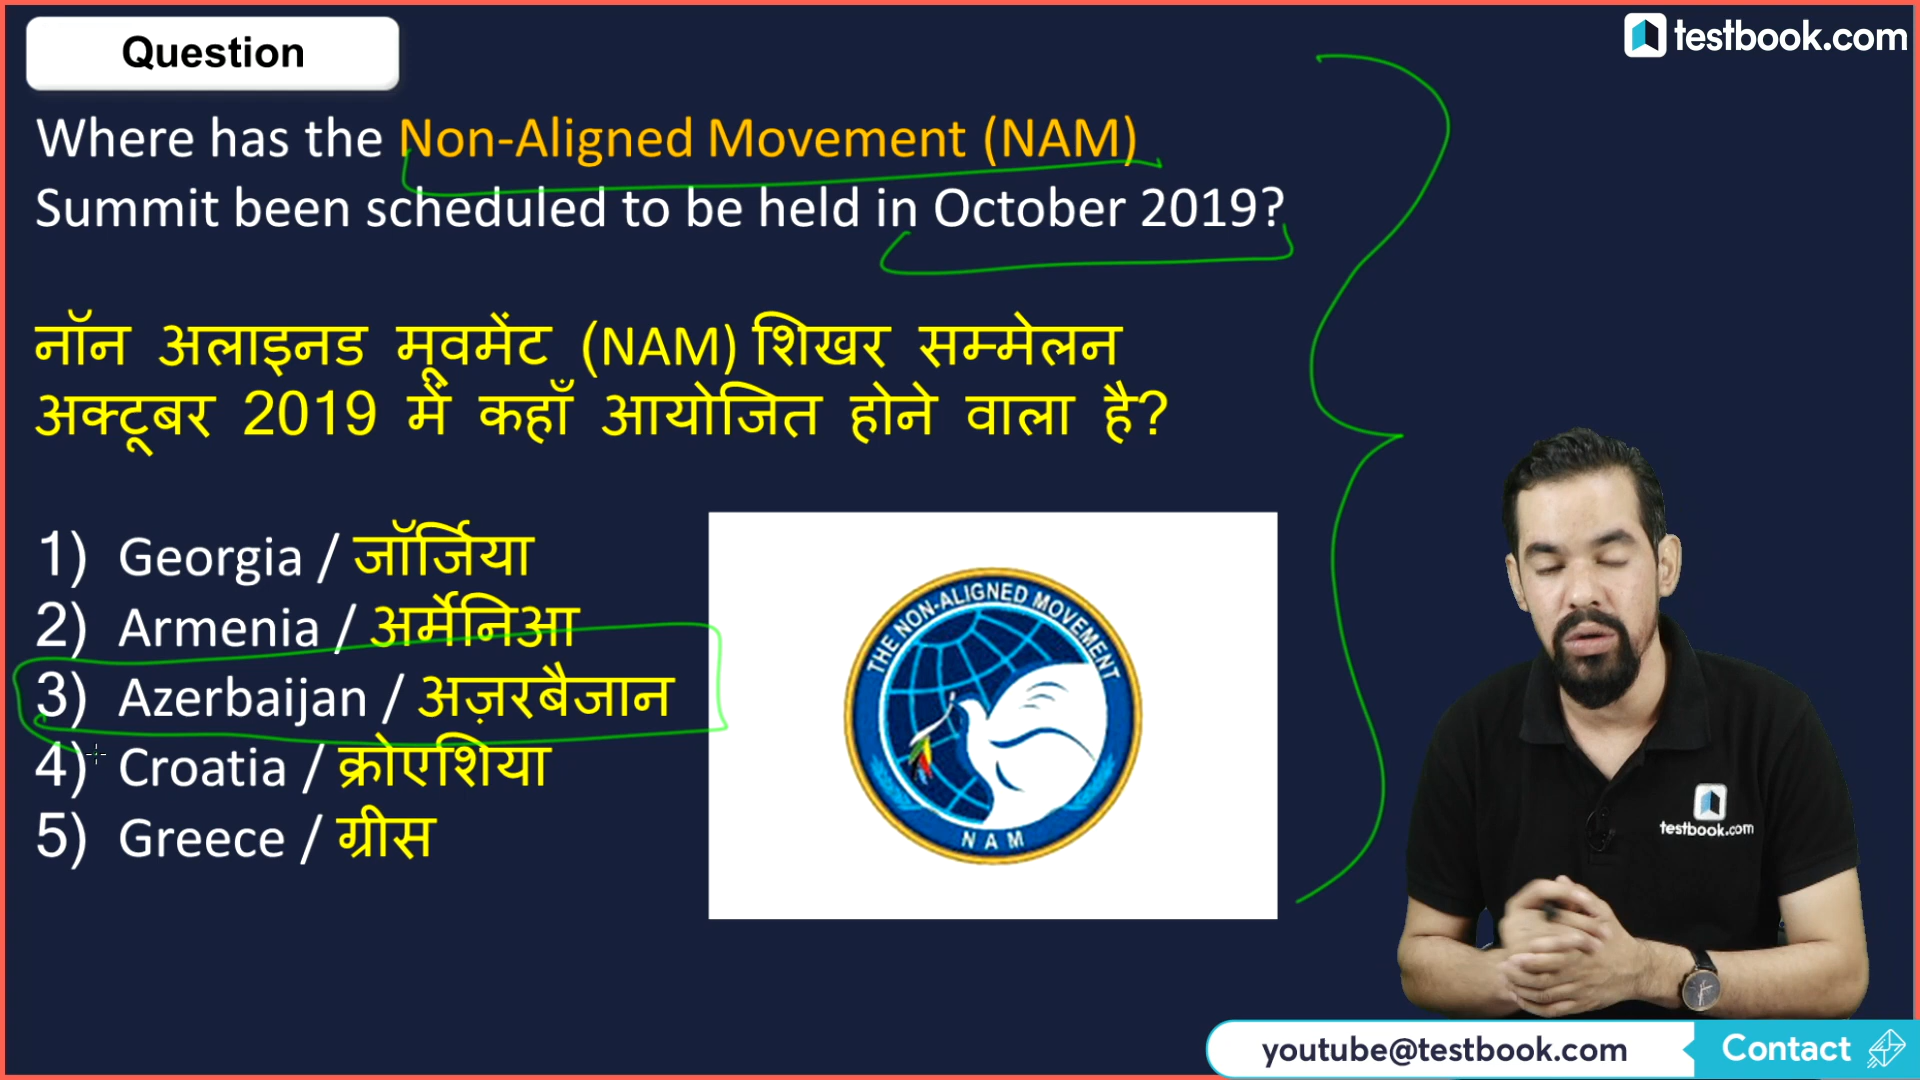 Question
testbook.com
Where has the Non-Aligned Movement (NAM)
Summit been scheduled to be held in October 2019?
नॉन अलाइनड मूवमेंट (NAM) शिखर सम्मेलन
अक्टूबर 2019 में कहाँ आयोजित होने वाला है?
1) Georgia / जॉर्जिया
2) Armenia / अर्मेनिआ
3) Azerbaijan / अज़रबैजान
4) Croatia / क्रोएशिया
5) Greece / ग्रीस
THE NON-ALIGNED MOVEMENT
NAM
testbook.com
youtube@testbook.com
Contact